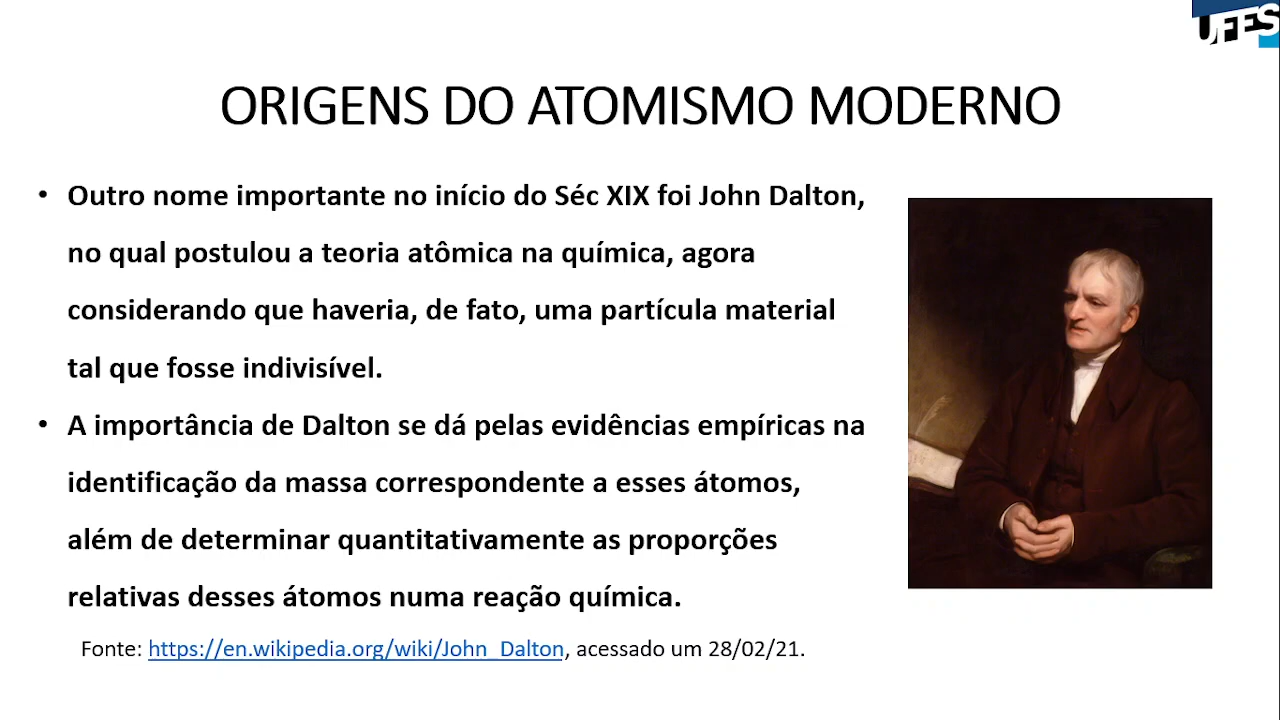 UFES
ORIGENS DO ATOMISMO MODERNO
• Outro nome importante no início do Séc XIX foi John Dalton,
no qual postulou a teoria atômica na química, agora
considerando que haveria, de fato, uma partícula material
tal que fosse indivisível.
• A importância de Dalton se dá pelas evidências empíricas na
identificação da massa correspondente a esses átomos,
além de determinar quantitativamente as proporções
relativas desses átomos numa reação química.
Fonte: https://en.wikipedia.org/wiki/John_Dalton, acessado um 28/02/21.